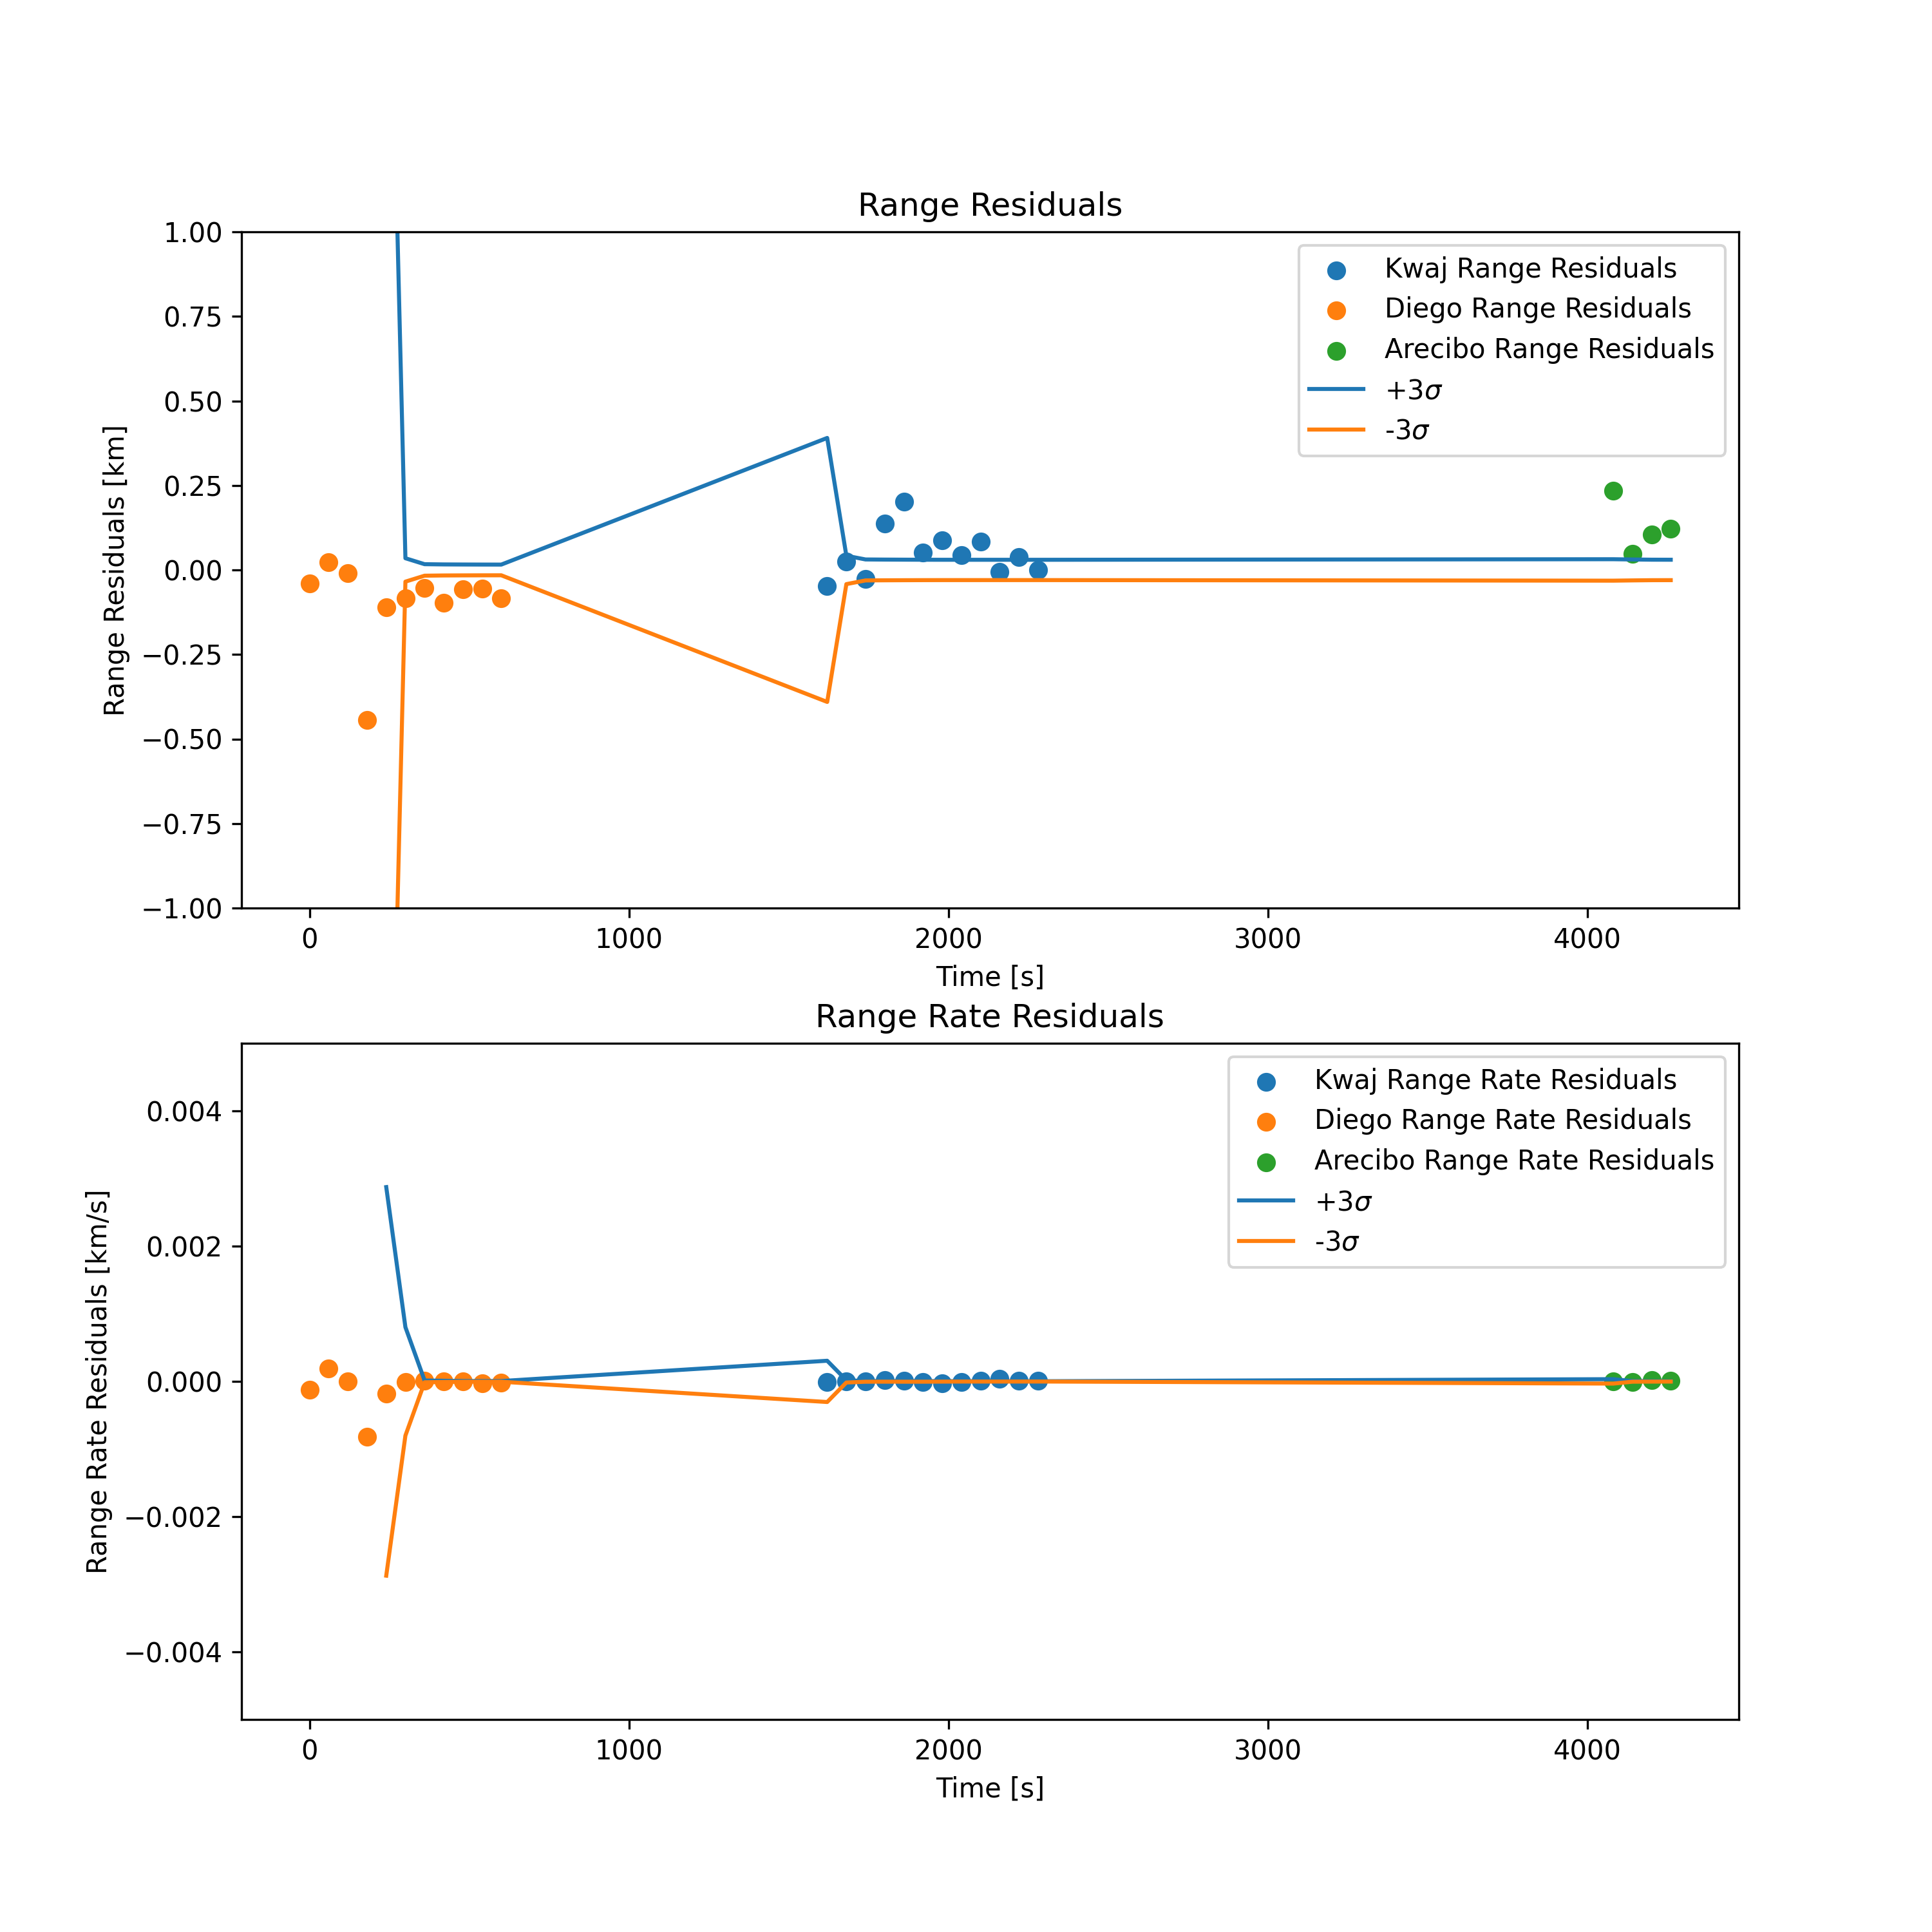 Range Residuals
1.00
0.75
0.50
0.25
0.00
−0.25
−0.50
−0.75
−1.00
Range Residuals [km]
Kwaj Range Residuals
Diego Range Residuals
Arecibo Range Residuals
+3σ
-3σ
0 1000 2000 3000 4000
Time [s]
Range Rate Residuals
0.004
0.002
0.000
−0.002
−0.004
Range Rate Residuals [km/s]
Kwaj Range Rate Residuals
Diego Range Rate Residuals
Arecibo Range Rate Residuals
+3σ
-3σ
0 1000 2000 3000 4000
Time [s]